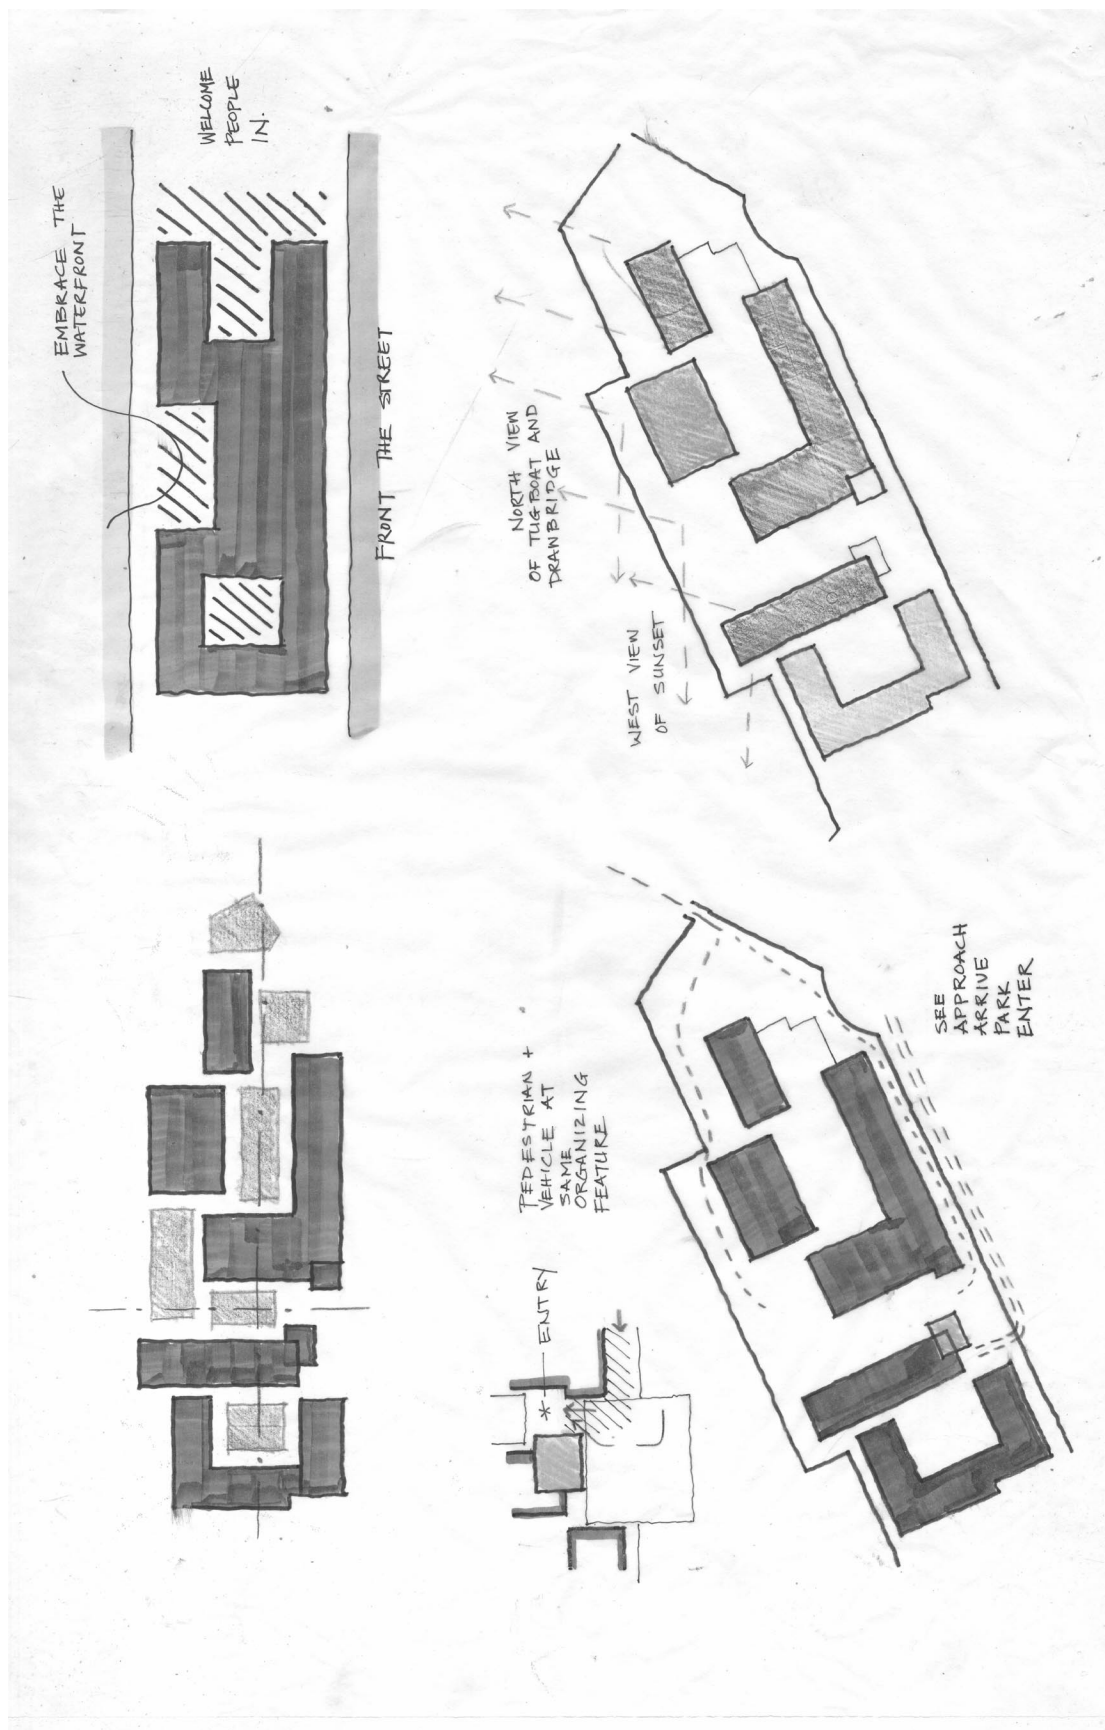 EMBRACE THE
WATERFRONT
WELCOME
PEOPLE
IN.
FRONT THE STREET
NORTH VIEW
OF TUGBOAT AND
DRANBRIDGE
WEST VIEW
OF SUNSET
PEDESTRIAN +
VEHICLE AT
SAME
ORGANIZING
FEATURE
ENTRY
*
SEE
APPROACH
ARRIVE
PARK
ENTER